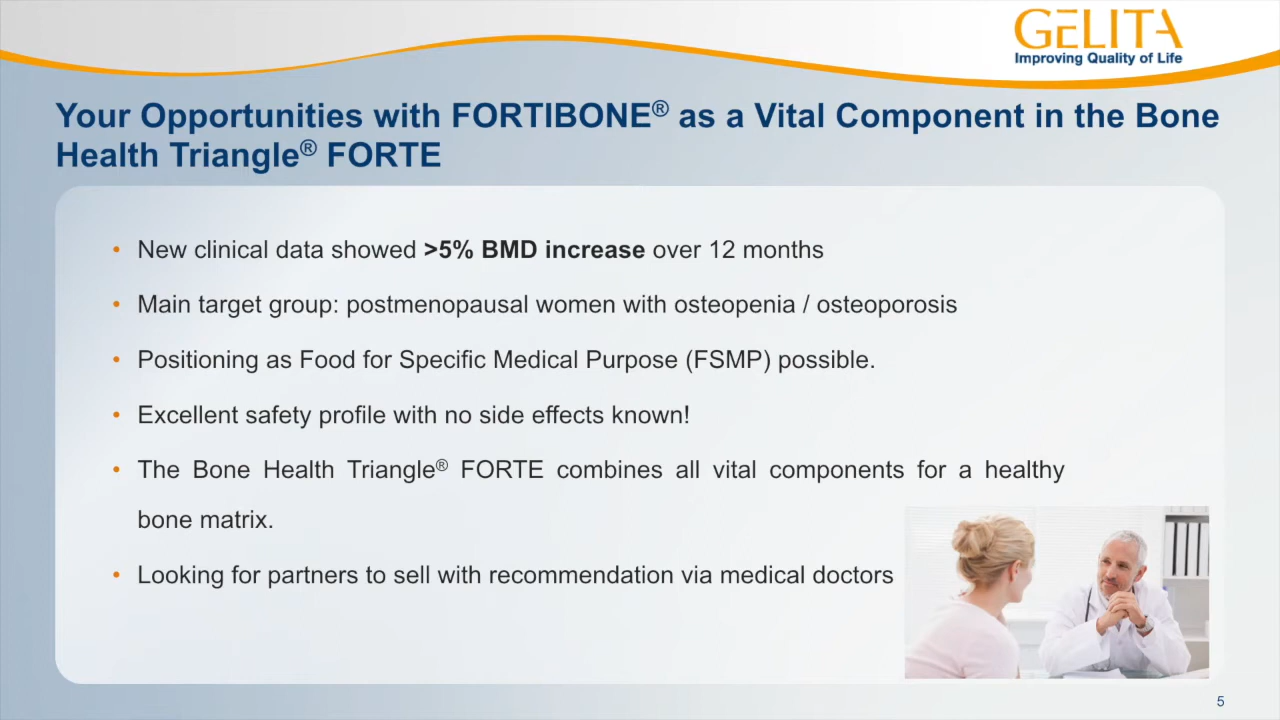 GELITA
Improving Quality of Life
Your Opportunities with FORTIBONE® as a Vital Component in the Bone
Health Triangle® FORTE
• New clinical data showed >5% BMD increase over 12 months
• Main target group: postmenopausal women with osteopenia / osteoporosis
• Positioning as Food for Specific Medical Purpose (FSMP) possible.
• Excellent safety profile with no side effects known!
• The Bone Health Triangle® FORTE combines all vital components for a healthy
bone matrix.
• Looking for partners to sell with recommendation via medical doctors
5